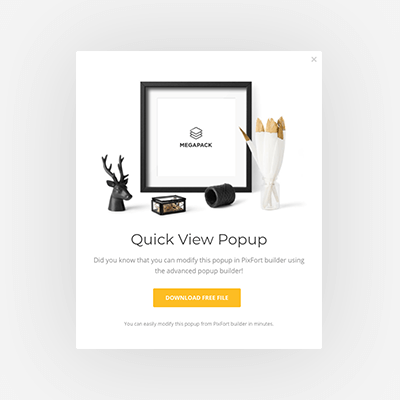 MEGAPACK
Quick View Popup
Did you know that you can modify this popup in PixFort builder using
the advanced popup builder!
DOWNLOAD FREE FILE
You can easily modify this popup from PixFort builder in minutes.